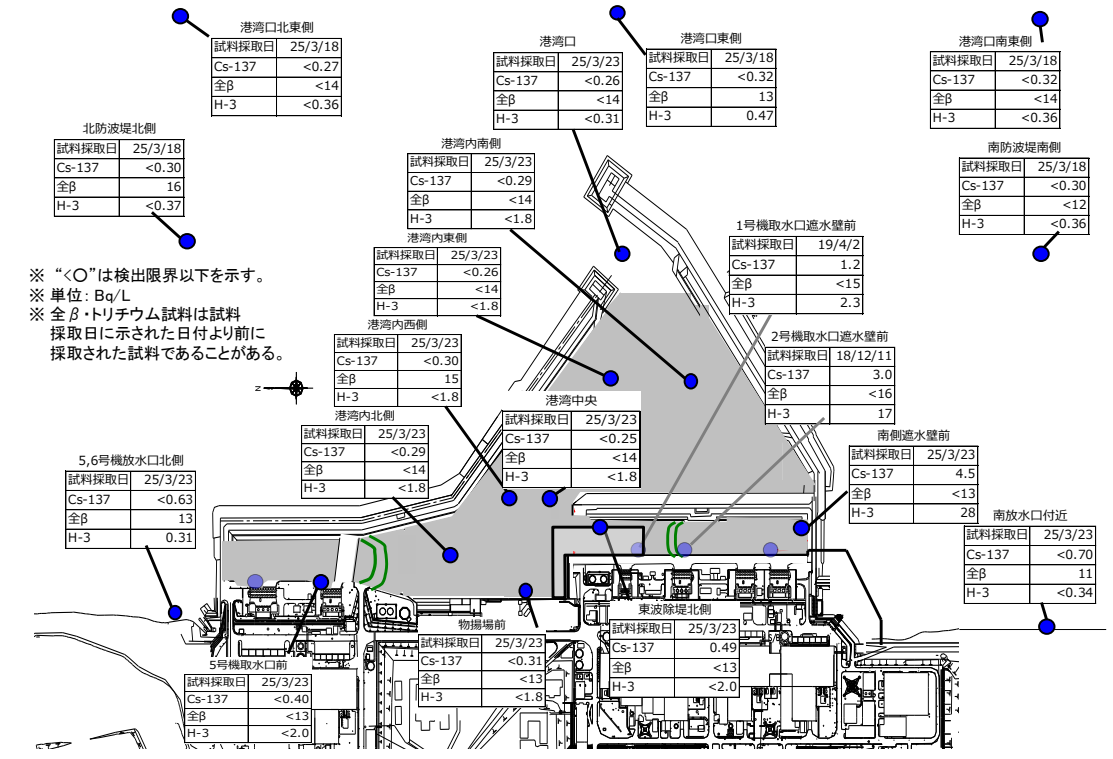 港湾口北東側
試料採取日 25/3/18
Cs-137 <0.27
全β <14
H-3 <0.36
港湾口
試料採取日 25/3/23
Cs-137 <0.26
全β <14
H-3 <0.31
港湾口東側
試料採取日 25/3/18
Cs-137 <0.32
全β 13
H-3 0.47
港湾口南東側
試料採取日 25/3/18
Cs-137 <0.32
全β <14
H-3 <0.36
北防波堤北側
試料採取日 25/3/18
Cs-137 <0.30
全β 16
H-3 <0.37
港湾内南側
試料採取日 25/3/23
Cs-137 <0.29
全β <14
H-3 <1.8
南防波堤南側
試料採取日 25/3/18
Cs-137 <0.30
全β <12
H-3 <0.36
港湾内東側
試料採取日 25/3/23
Cs-137 <0.26
全β <14
H-3 <1.8
1号機取水口遮水壁前
試料採取日 19/4/2
Cs-137 1.2
全β <15
H-3 2.3
※ “<○”は検出限界以下を示す。
※ 単位: Bq/L
※ 全β・トリチウム試料は試料
採取日に示された日付より前に
採取された試料であることがある。
港湾内西側
試料採取日 25/3/23
Cs-137 <0.30
全β 15
H-3 <1.8
2号機取水口遮水壁前
試料採取日 18/12/11
Cs-137 3.0
全β <16
H-3 17
Z
港湾中央
試料採取日 25/3/23
Cs-137 <0.25
全β <14
H-3 <1.8
港湾内北側
試料採取日 25/3/23
Cs-137 <0.29
全β <14
H-3 <1.8
南側遮水壁前
試料採取日 25/3/23
Cs-137 4.5
全β <13
H-3 28
5,6号機放水口北側
試料採取日 25/3/23
Cs-137 <0.63
全β 13
H-3 0.31
南放水口付近
試料採取日 25/3/23
Cs-137 <0.70
全β 11
H-3 <0.34
東波除堤北側
試料採取日 25/3/23
Cs-137 0.49
全β <13
H-3 <2.0
物揚場前
試料採取日 25/3/23
Cs-137 <0.31
全β <13
H-3 <1.8
5号機取水口前
試料採取日 25/3/23
Cs-137 <0.40
全β <13
H-3 <2.0